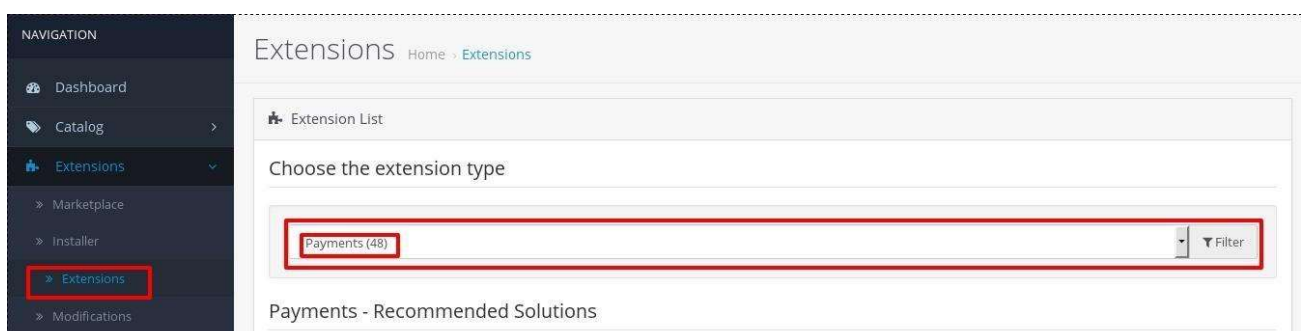 NAVIGATION
Dashboard
Catalog
Extensions
» Marketplace
» Installer
» Extensions
» Modifications
Extensions Home › Extensions
Extension List
Choose the extension type
Payments (48)
Filter
Payments - Recommended Solutions